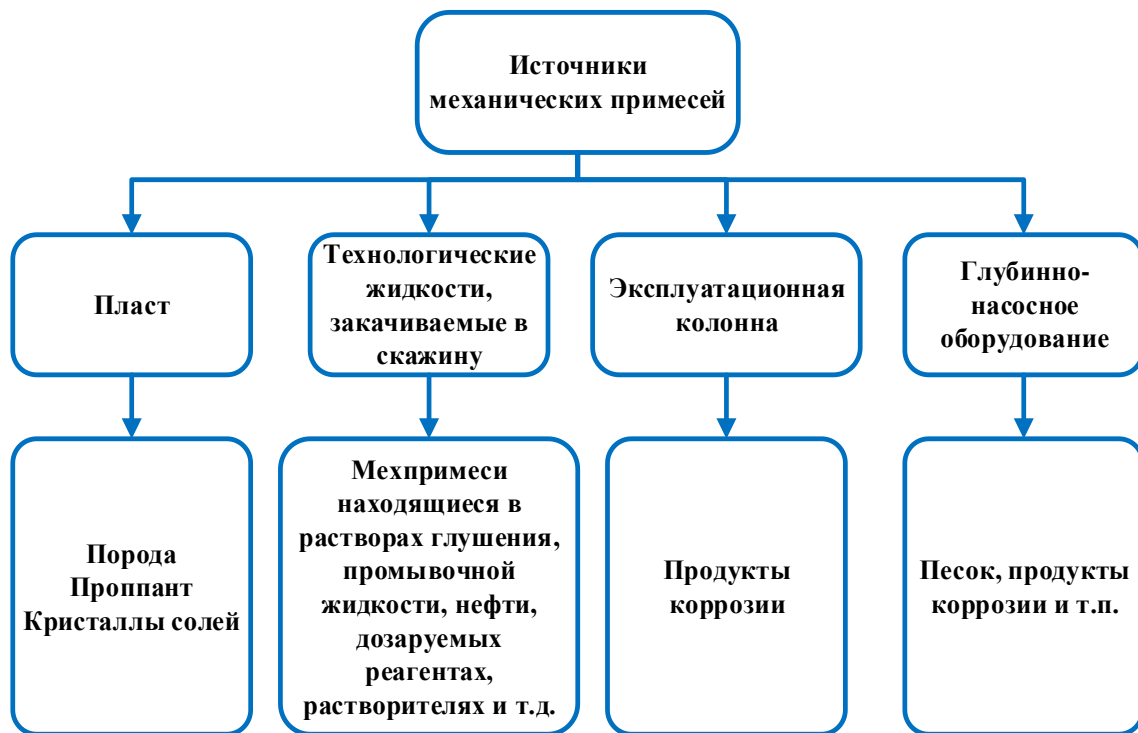 Источники
механических примесей
Пласт
Технологические
жидкости,
закачиваемые в
скажину
Эксплуатационная
колонна
Глубинно-
насосное
оборудование
Порода
Проппант
Кристаллы солей
Мехпримеси
находящиеся в
растворах глушения,
промывочной
жидкости, нефти,
дозаруемых
реагентах,
растворителях и т.д.
Продукты
коррозии
Песок, продукты
коррозии и т.п.